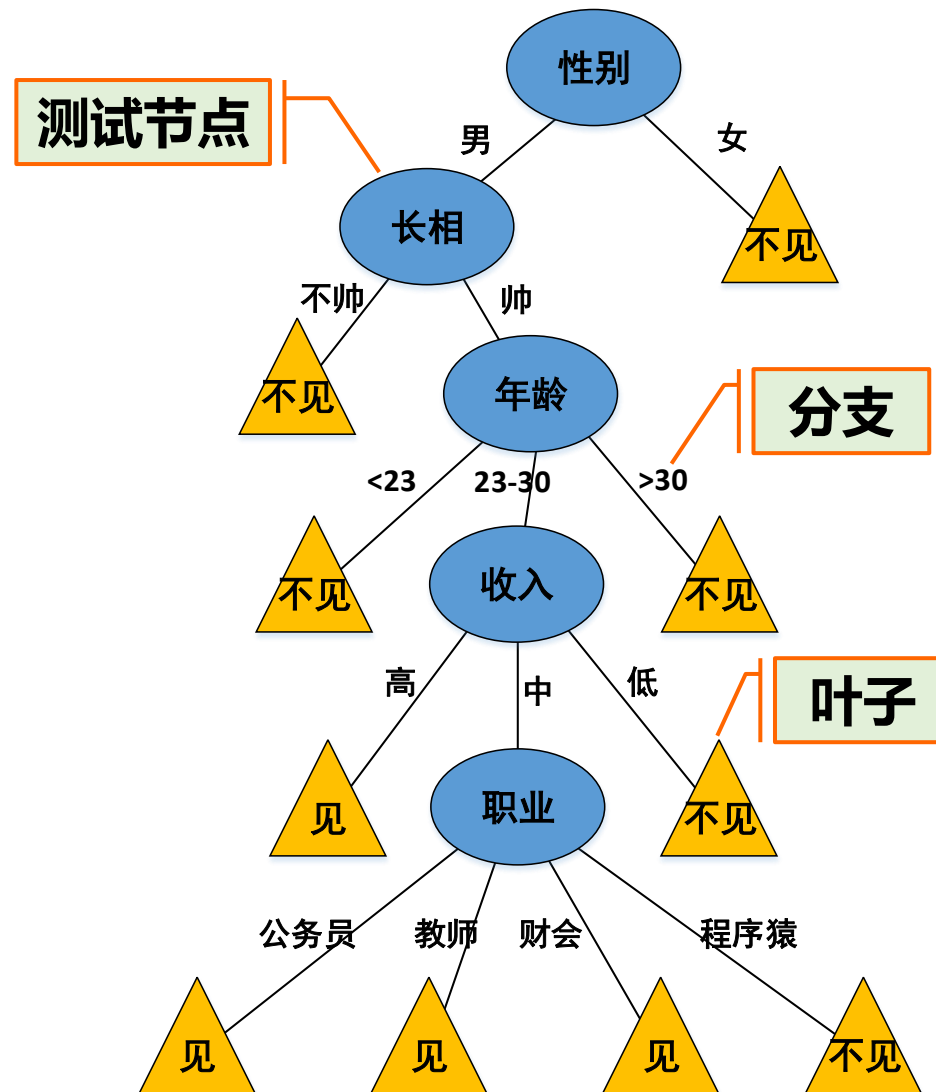 性别
测试节点
男
女
长相
不见
不帅
帅
不见
年龄
分支
<23
23-30
>30
不见
收入
不见
高
中
低
叶子
见
职业
不见
公务员
教师
财会
程序猿
见
见
见
不见